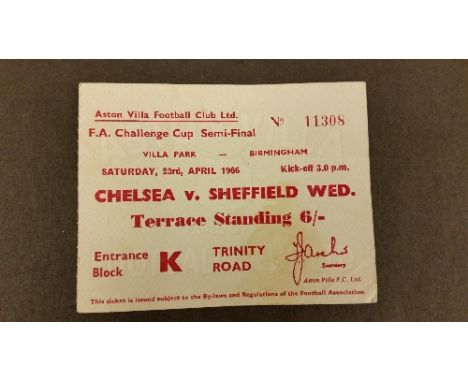 Aston Villa Football Club Ltd. Nº 11308
F.A. Challenge Cup Semi-Final
VILLA PARK — BIRMINGHAM
SATURDAY, 23rd, APRIL 1966 Kick-off 3.0 p.m.
CHELSEA v. SHEFFIELD WED.
Terrace Standing 6/-
Entrance Block K TRINITY ROAD
Secretary
Aston Villa F.C. Ltd.
This ticket is issued subject to the By-laws and Regulations of the Football Association.